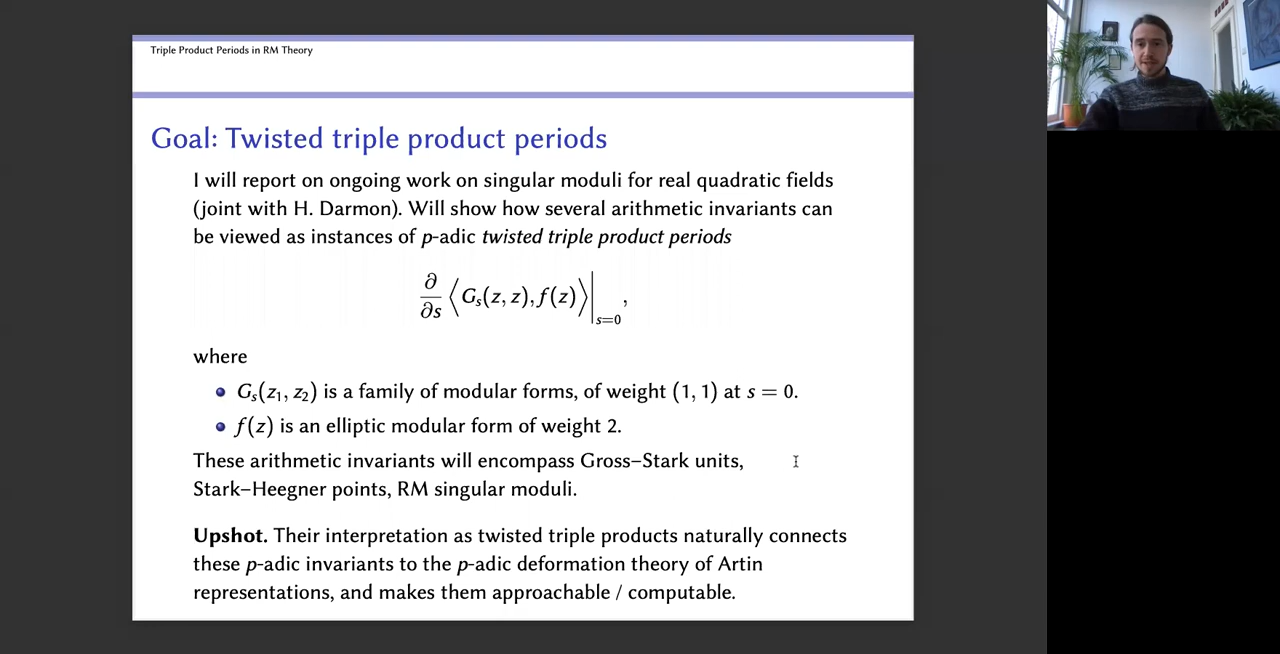 Triple Product Periods in RM Theory
Goal: Twisted triple product periods
I will report on ongoing work on singular moduli for real quadratic fields
(joint with H. Darmon). Will show how several arithmetic invariants can
be viewed as instances of p-adic twisted triple product periods
∂/∂s ⟨G_s(z, z), f(z)⟩|_{s=0},
where
G_s(z_1, z_2) is a family of modular forms, of weight (1, 1) at s = 0.
f(z) is an elliptic modular form of weight 2.
These arithmetic invariants will encompass Gross–Stark units,
Stark–Heegner points, RM singular moduli.
Upshot. Their interpretation as twisted triple products naturally connects
these p-adic invariants to the p-adic deformation theory of Artin
representations, and makes them approachable / computable.